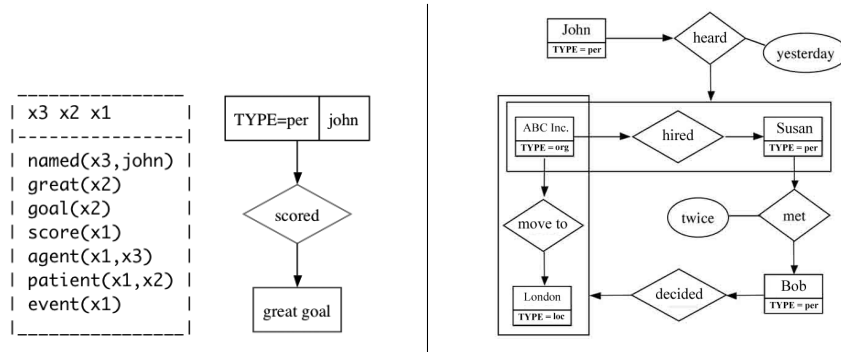 x3 x2 x1
named(x3,john)
great(x2)
goal(x2)
score(x1)
agent(x1,x3)
patient(x1,x2)
event(x1)
TYPE=per john
scored
great goal
John
TYPE = per
heard
yesterday
ABC Inc.
TYPE = org
hired
Susan
TYPE = per
move to
twice
met
London
TYPE = loc
decided
Bob
TYPE = per